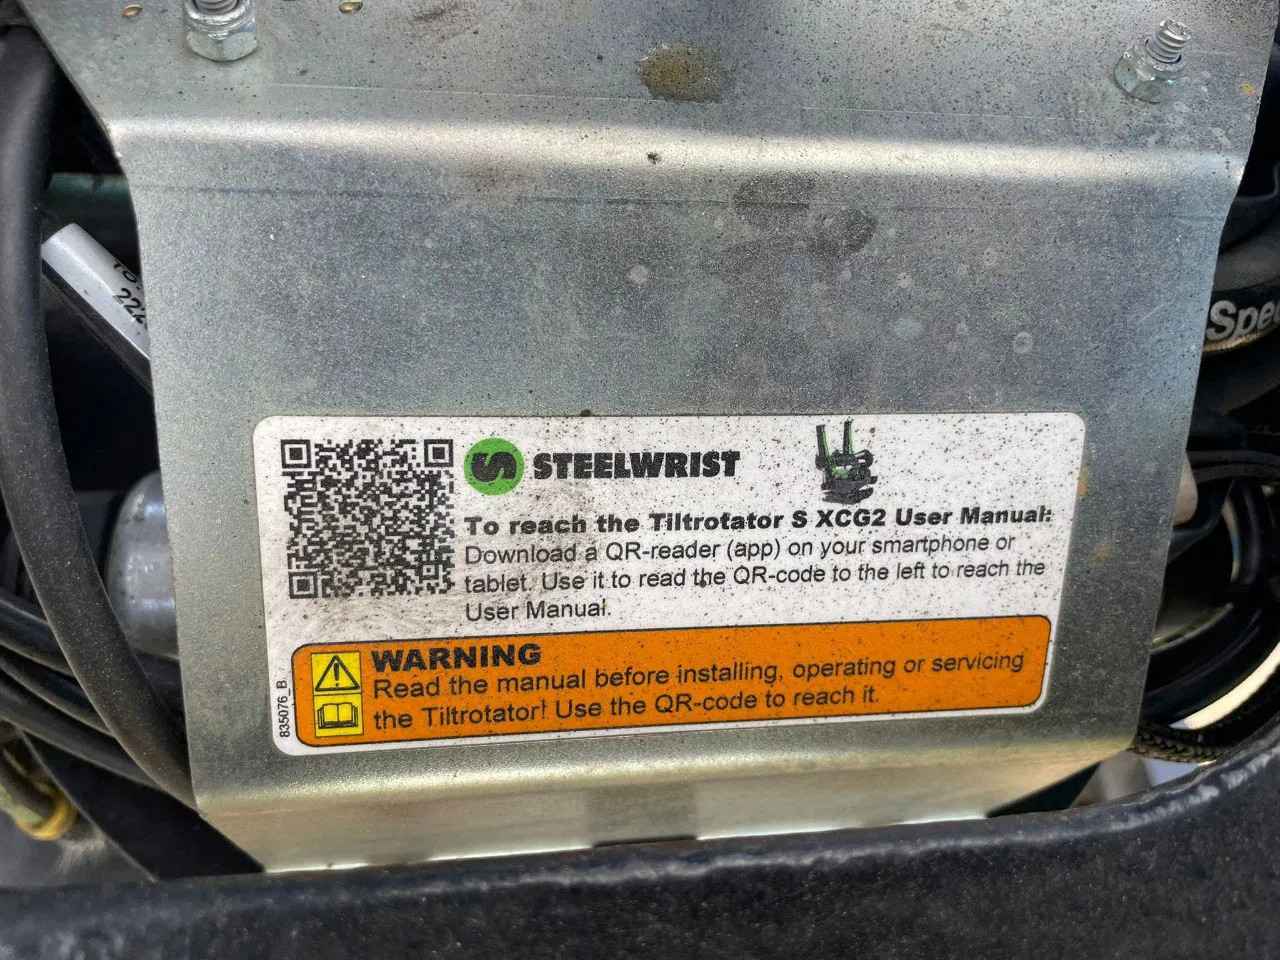 STEELWRIST
To reach the Tiltrotator S XCG2 User Manual:
Download a QR-reader (app) on your smartphone or
tablet. Use it to read the QR-code to the left to reach the
User Manual.
WARNING
Read the manual before installing, operating or servicing
the Tiltrotator! Use the QR-code to reach it.
835076_B